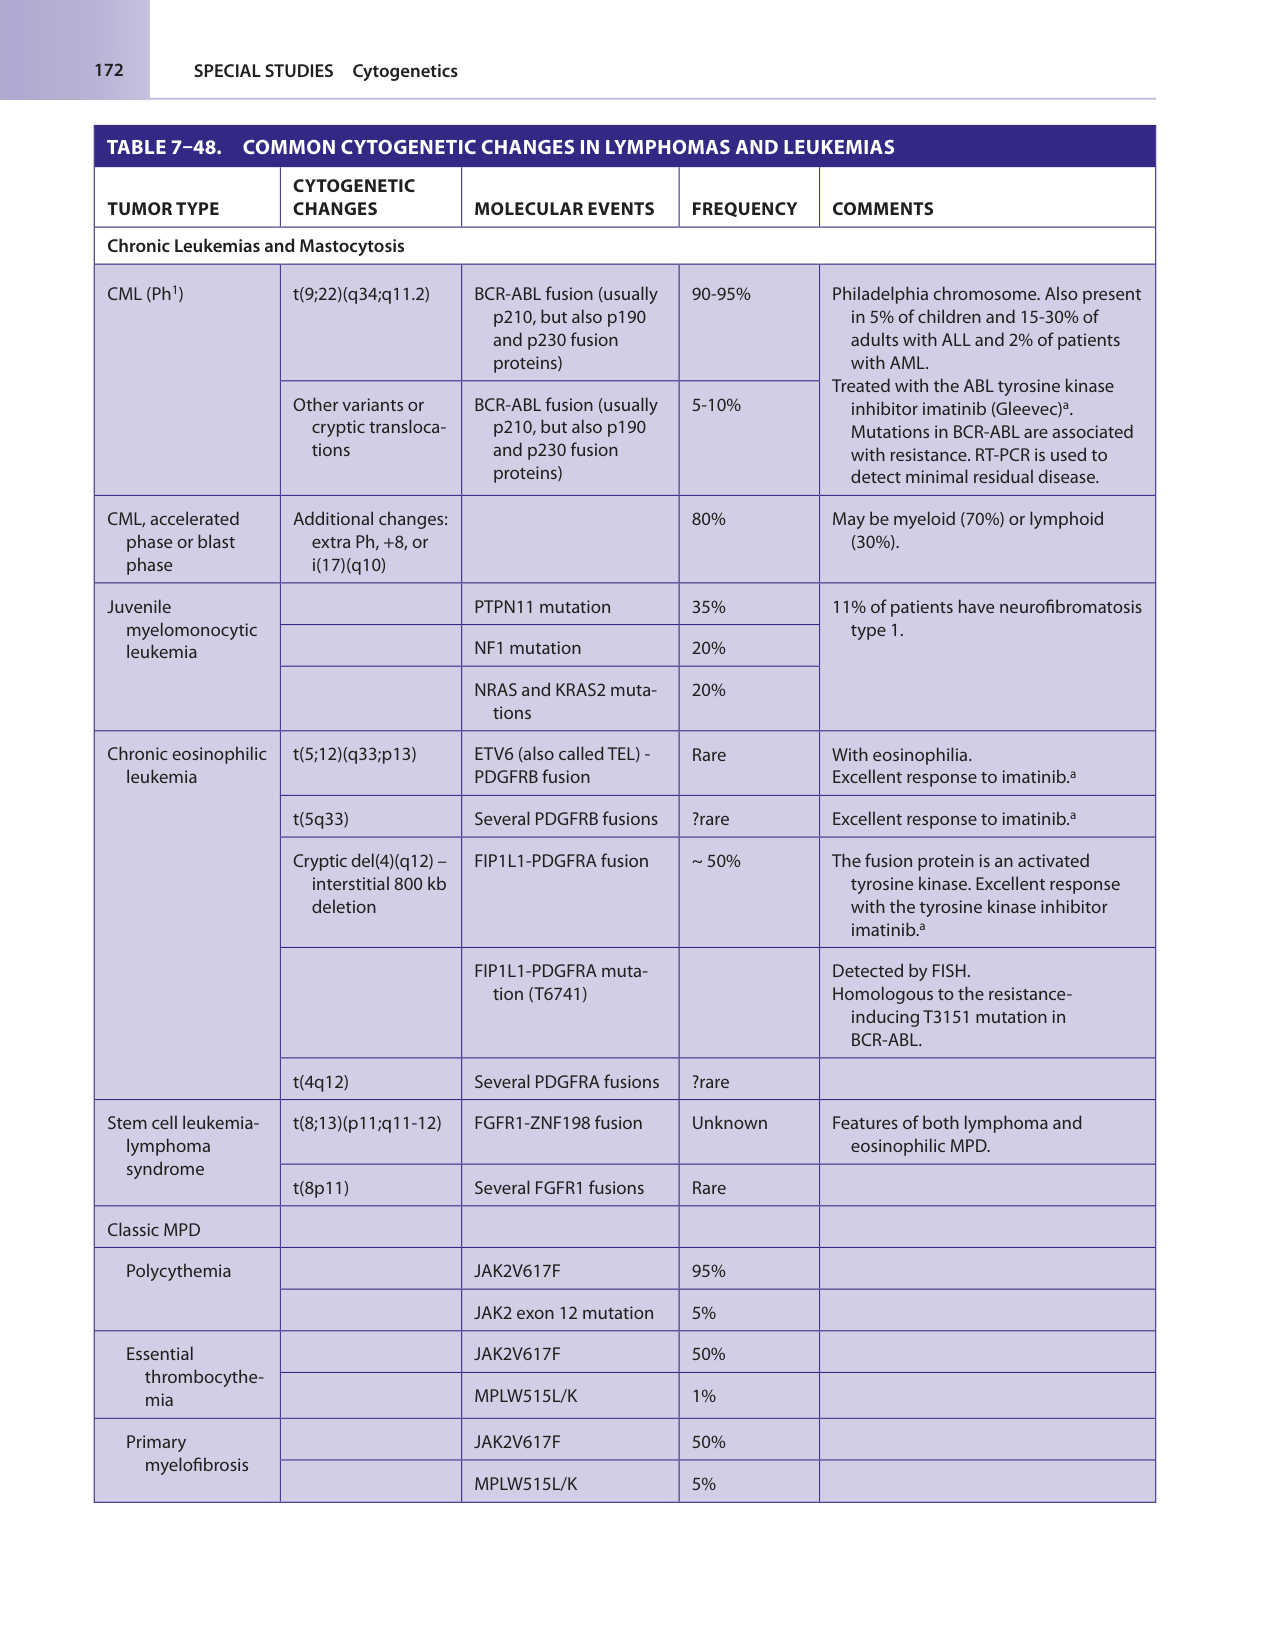 172
SPECIAL STUDIES Cytogenetics
TABLE 7–48. COMMON CYTOGENETIC CHANGES IN LYMPHOMAS AND LEUKEMIAS
TUMOR TYPE
CYTOGENETIC
CHANGES
MOLECULAR EVENTS
FREQUENCY
COMMENTS
Chronic Leukemias and Mastocytosis
CML (Ph¹)
t(9;22)(q34;q11.2)
BCR-ABL fusion (usually
p210, but also p190
and p230 fusion
proteins)
90-95%
Philadelphia chromosome. Also present
in 5% of children and 15-30% of
adults with ALL and 2% of patients
with AML.
Treated with the ABL tyrosine kinase
inhibitor imatinib (Gleevec)ᵃ.
Mutations in BCR-ABL are associated
with resistance. RT-PCR is used to
detect minimal residual disease.
Other variants or
cryptic transloca-
tions
BCR-ABL fusion (usually
p210, but also p190
and p230 fusion
proteins)
5-10%
CML, accelerated
phase or blast
phase
Additional changes:
extra Ph, +8, or
i(17)(q10)
80%
May be myeloid (70%) or lymphoid
(30%).
Juvenile
myelomonocytic
leukemia
PTPN11 mutation
35%
11% of patients have neurofibromatosis
type 1.
NF1 mutation
20%
NRAS and KRAS2 muta-
tions
20%
Chronic eosinophilic
leukemia
t(5;12)(q33;p13)
ETV6 (also called TEL) -
PDGFRB fusion
Rare
With eosinophilia.
Excellent response to imatinib.ᵃ
t(5q33)
Several PDGFRB fusions
?rare
Excellent response to imatinib.ᵃ
Cryptic del(4)(q12) –
interstitial 800 kb
deletion
FIP1L1-PDGFRA fusion
~ 50%
The fusion protein is an activated
tyrosine kinase. Excellent response
with the tyrosine kinase inhibitor
imatinib.ᵃ
FIP1L1-PDGFRA muta-
tion (T6741)
Detected by FISH.
Homologous to the resistance-
inducing T3151 mutation in
BCR-ABL.
t(4q12)
Several PDGFRA fusions
?rare
Stem cell leukemia-
lymphoma
syndrome
t(8;13)(p11;q11-12)
FGFR1-ZNF198 fusion
Unknown
Features of both lymphoma and
eosinophilic MPD.
t(8p11)
Several FGFR1 fusions
Rare
Classic MPD
Polycythemia
JAK2V617F
95%
JAK2 exon 12 mutation
5%
Essential
thrombocythe-
mia
JAK2V617F
50%
MPLW515L/K
1%
Primary
myelofibrosis
JAK2V617F
50%
MPLW515L/K
5%